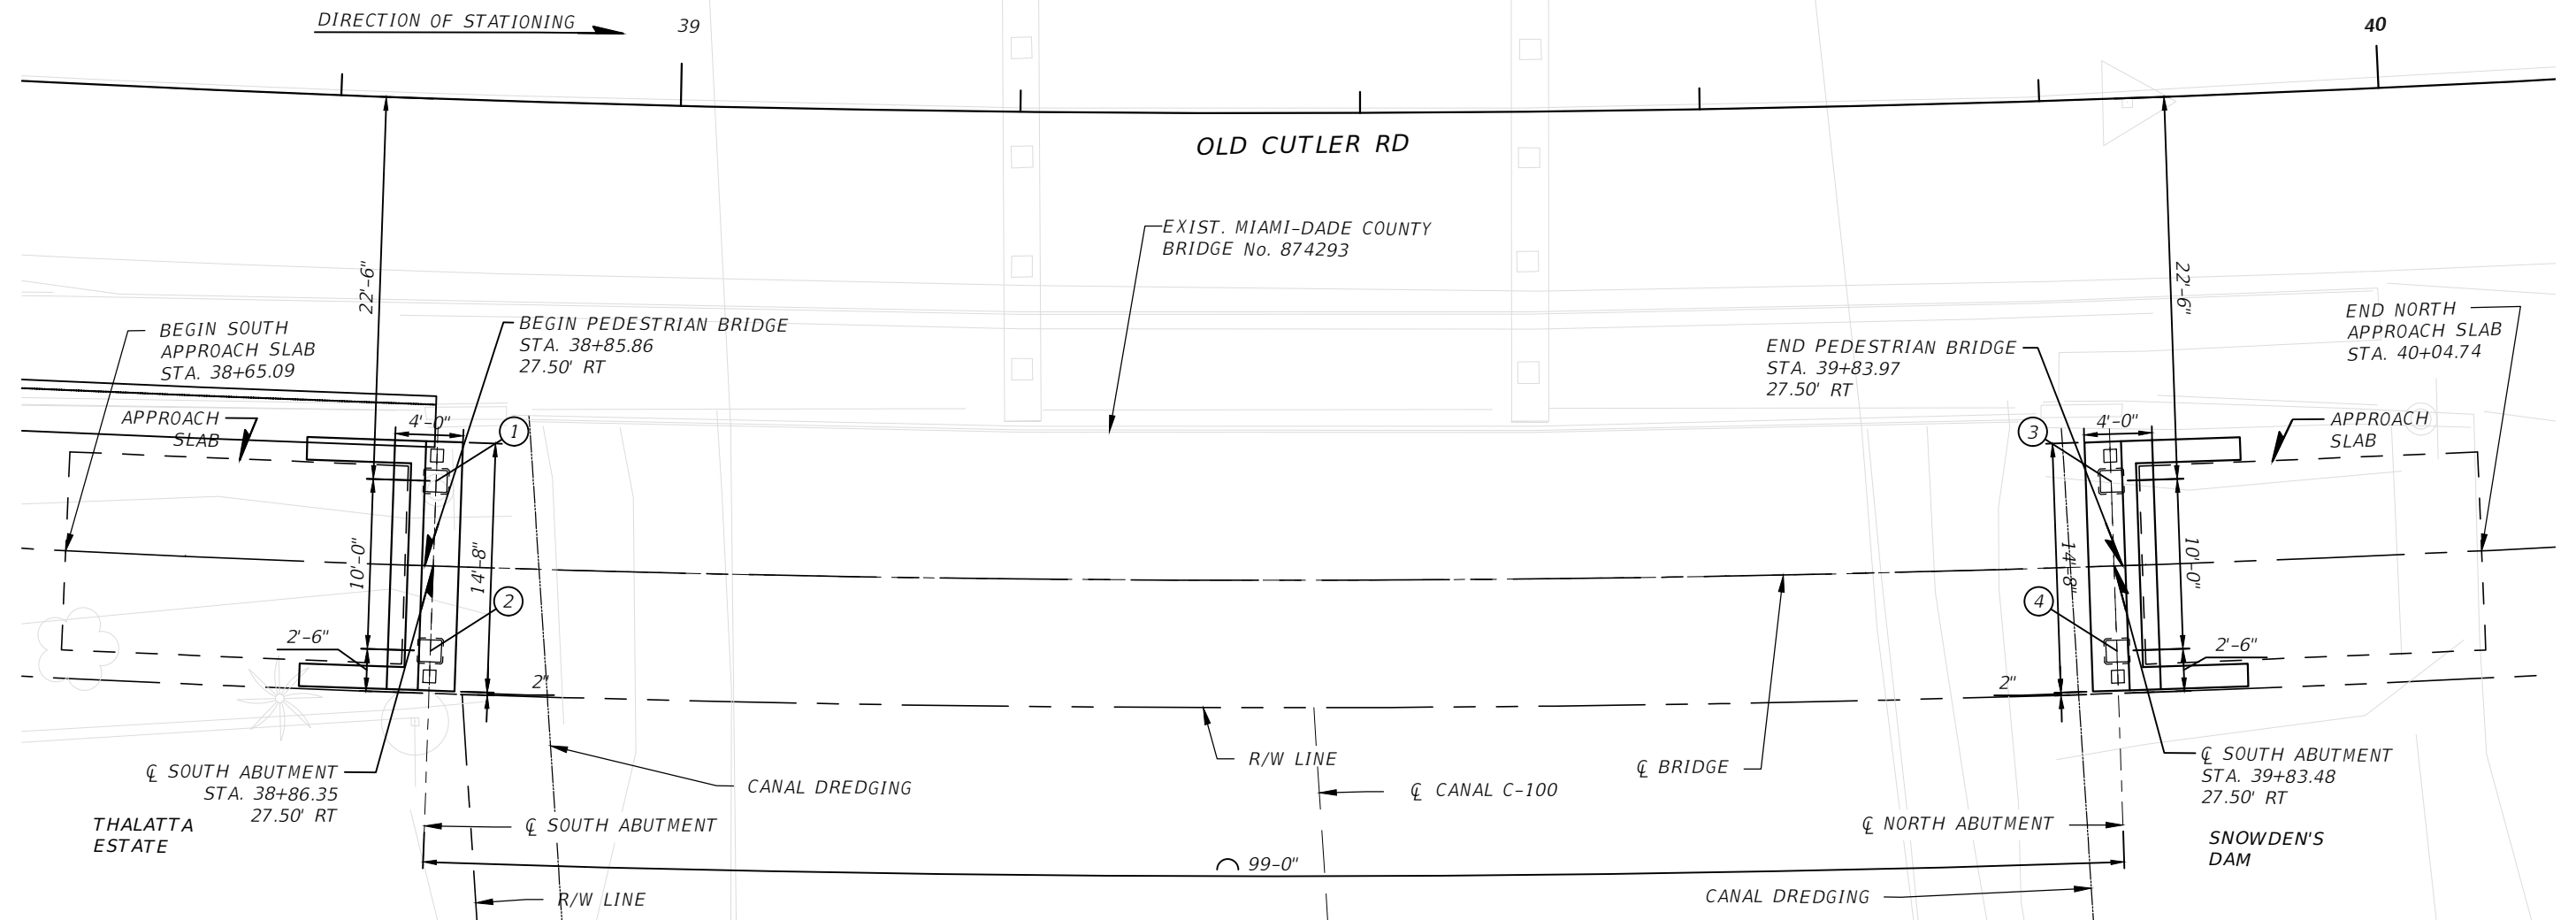 DIRECTION OF STATIONING
39
40
OLD CUTLER RD
EXIST. MIAMI-DADE COUNTY
BRIDGE No. 874293
22'-6"
22'-6"
BEGIN SOUTH
APPROACH SLAB
STA. 38+65.09
BEGIN PEDESTRIAN BRIDGE
STA. 38+85.86
27.50' RT
END PEDESTRIAN BRIDGE
STA. 39+83.97
27.50' RT
END NORTH
APPROACH SLAB
STA. 40+04.74
APPROACH
SLAB
4'-0"
1
3
4'-0"
APPROACH
SLAB
10'-0"
14'-8"
2
14'-8"
10'-0"
4
2'-6"
2'-6"
2"
2"
℄ SOUTH ABUTMENT
STA. 38+86.35
27.50' RT
THALATTA
ESTATE
CANAL DREDGING
R/W LINE
℄ CANAL C-100
℄ BRIDGE
℄ SOUTH ABUTMENT
STA. 39+83.48
27.50' RT
℄ SOUTH ABUTMENT
℄ NORTH ABUTMENT
SNOWDEN'S
DAM
99-0"
R/W LINE
CANAL DREDGING